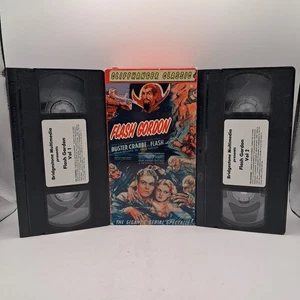 Bridgestone Multimedia
presents
Flash Gordon
Vol 1
CLIFFHANGER CLASSICS
FLASH GORDON
BUSTER CRABBE FLASH
THE GIGANTIC SERIAL SPECTACLE!
Bridgestone Multimedia
presents
Flash Gordon
Vol 2